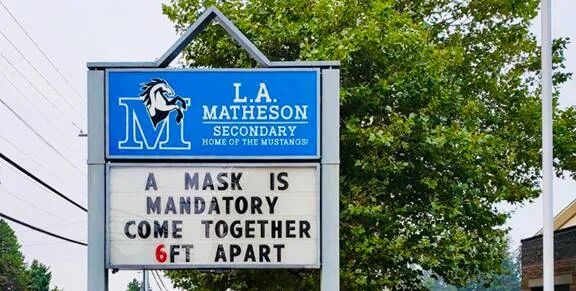 M
L.A.
MATHESON
SECONDARY
HOME OF THE MUSTANGS!
A MASK IS
MANDATORY
COME TOGETHER
6FT APART